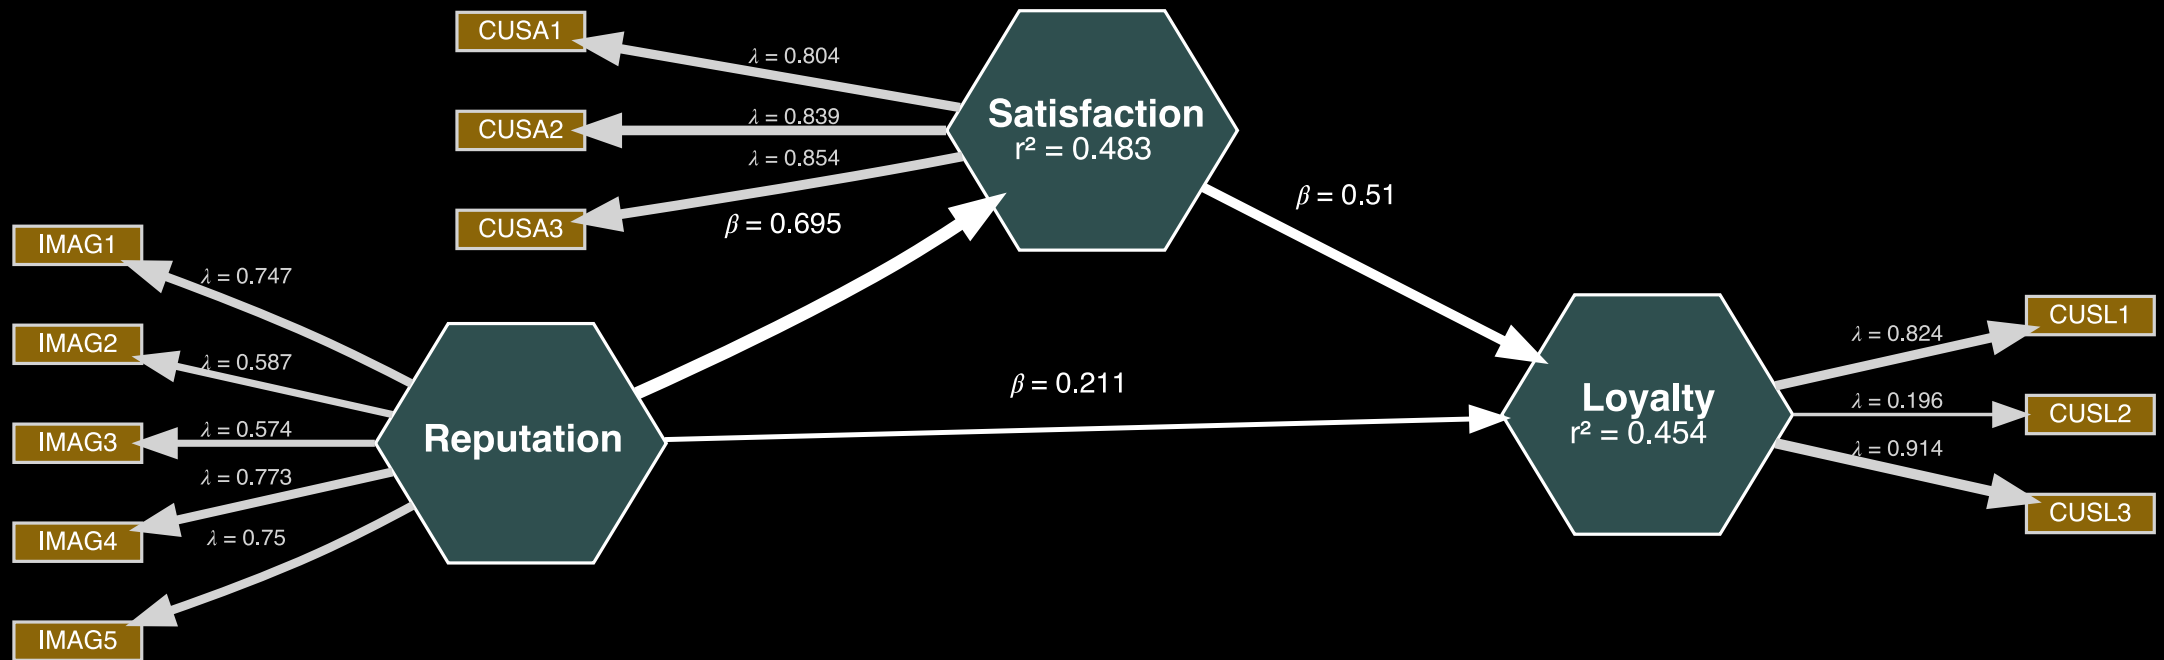 CUSA1
λ = 0.804
CUSA2
λ = 0.839
CUSA3
λ = 0.854
Satisfaction
r² = 0.483
β = 0.695
β = 0.51
IMAG1
λ = 0.747
IMAG2
λ = 0.587
IMAG3
λ = 0.574
IMAG4
λ = 0.773
IMAG5
λ = 0.75
Reputation
β = 0.211
Loyalty
r² = 0.454
λ = 0.824
CUSL1
λ = 0.196
CUSL2
λ = 0.914
CUSL3